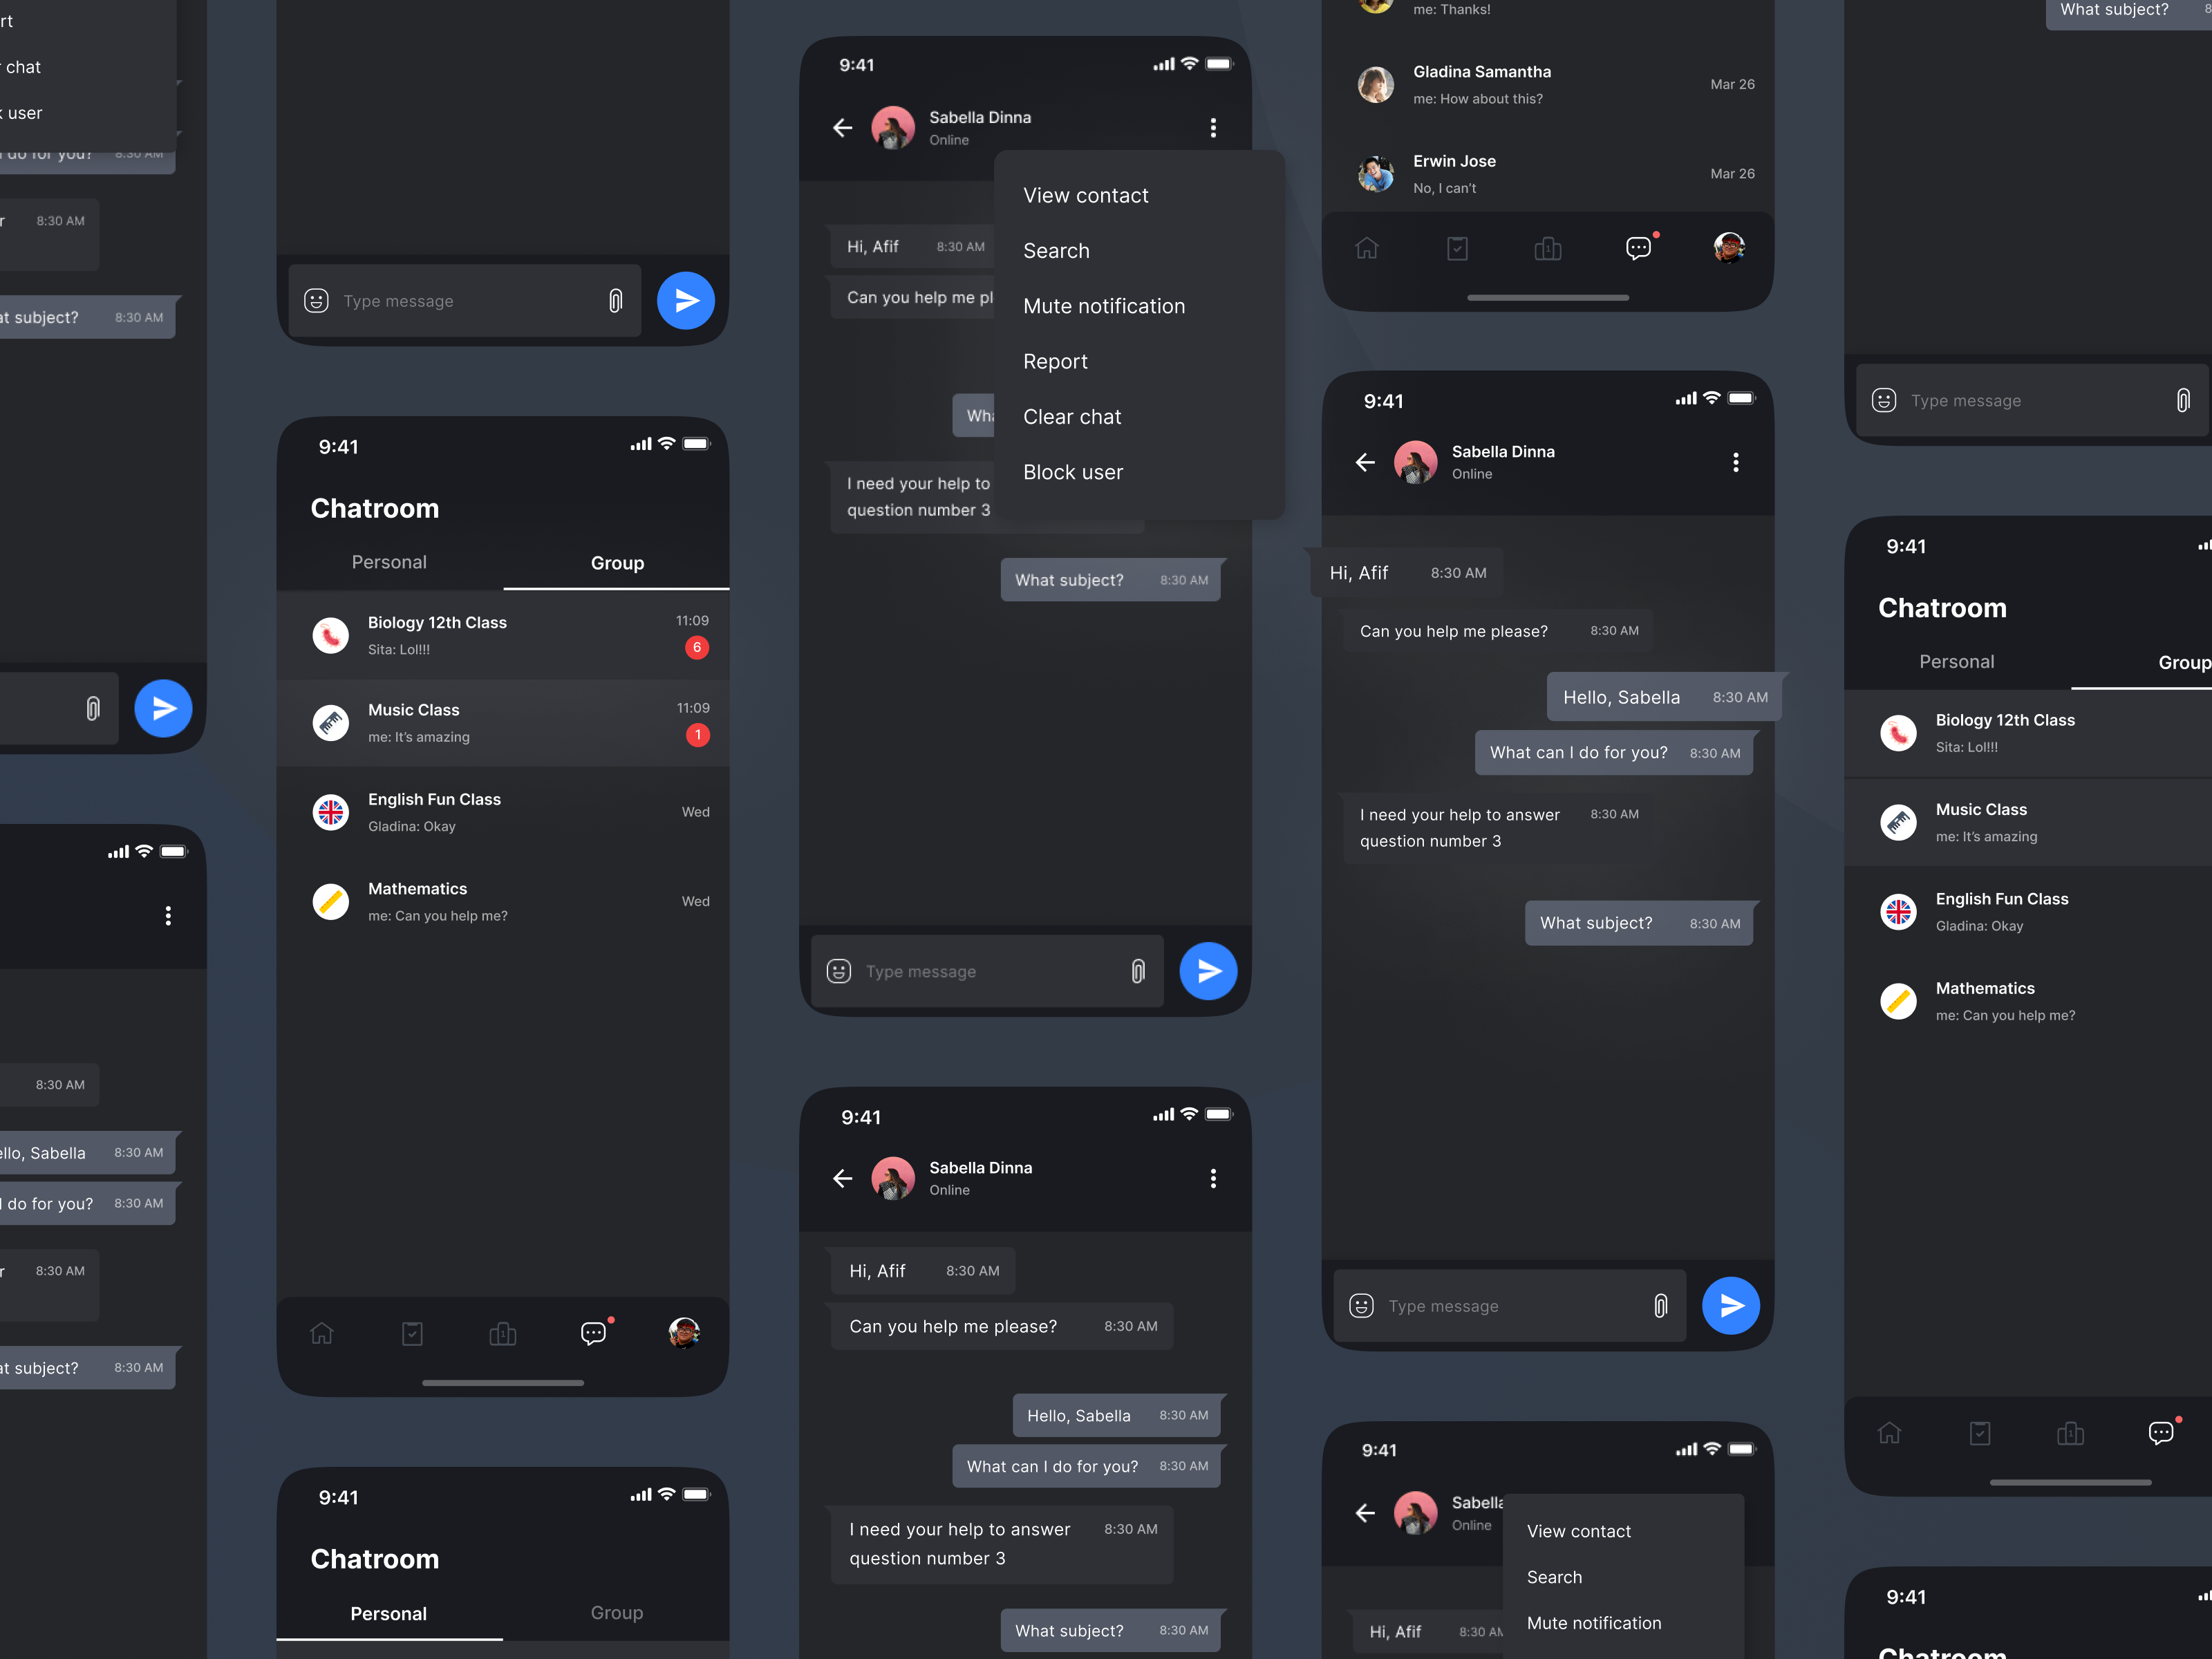 rt
chat
user
do for you? 8:30 AM
r 8:30 AM
at subject? 8:30 AM
8:30 AM
ello, Sabella 8:30 AM
I do for you? 8:30 AM
r 8:30 AM
at subject? 8:30 AM
Type message
9:41
Chatroom
Personal Group
Biology 12th Class 11:09
Sita: Lol!!! 6
Music Class 11:09
me: It's amazing 1
English Fun Class Wed
Gladina: Okay
Mathematics Wed
me: Can you help me?
1
9:41
Chatroom
Personal Group
9:41
Sabella Dinna
Online
View contact
Search
Mute notification
Report
Clear chat
Block user
Hi, Afif 8:30 AM
Can you help me pl
Wha
I need your help to
question number 3
What subject? 8:30 AM
Type message
9:41
Sabella Dinna
Online
Hi, Afif 8:30 AM
Can you help me please? 8:30 AM
Hello, Sabella 8:30 AM
What can I do for you? 8:30 AM
I need your help to answer 8:30 AM
question number 3
What subject? 8:30 AM
me: Thanks!
Gladina Samantha Mar 26
me: How about this?
Erwin Jose Mar 26
No, I can't
1
9:41
Sabella Dinna
Online
Hi, Afif 8:30 AM
Can you help me please? 8:30 AM
Hello, Sabella 8:30 AM
What can I do for you? 8:30 AM
I need your help to answer 8:30 AM
question number 3
What subject? 8:30 AM
Type message
9:41
Sabella
Online
View contact
Search
Mute notification
Hi, Afif 8:30 AM
What subject? 8
Type message
9:41
Chatroom
Personal Group
Biology 12th Class
Sita: Lol!!!
Music Class
me: It's amazing
English Fun Class
Gladina: Okay
Mathematics
me: Can you help me?
1
9:41
Chatroom